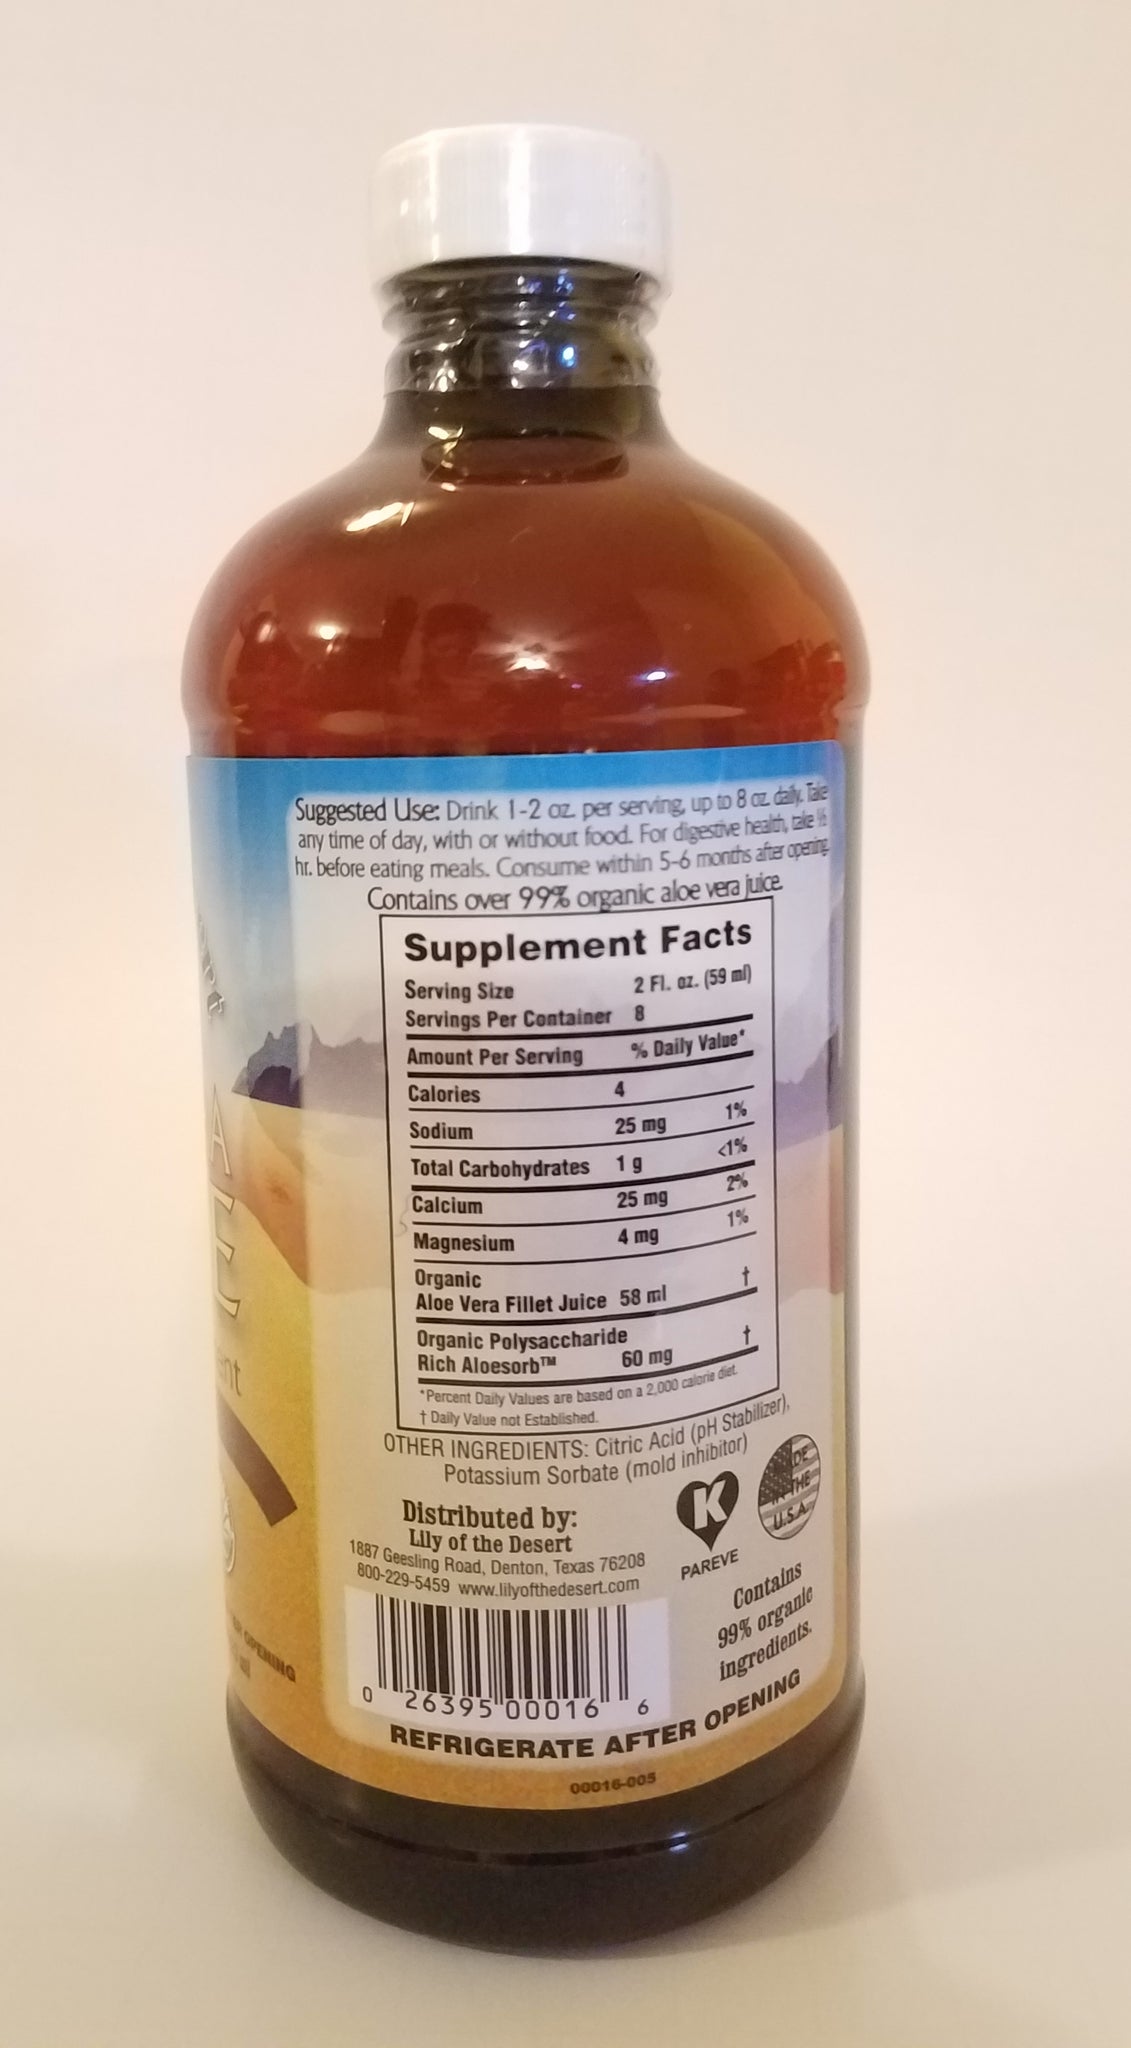 Suggested Use: Drink 1-2 oz. per serving, up to 8 oz. daily. Take
any time of day, with or without food. For digestive health, take ½
hr. before eating meals. Consume within 5-6 months after opening.
Contains over 99% organic aloe vera juice.
Supplement Facts
Serving Size 2 Fl. oz. (59 ml)
Servings Per Container 8
Amount Per Serving % Daily Value*
Calories 4
Sodium 25 mg 1%
Total Carbohydrates 1 g <1%
Calcium 25 mg 2%
Magnesium 4 mg 1%
Organic
Aloe Vera Fillet Juice 58 ml †
Organic Polysaccharide
Rich Aloesorb™ 60 mg †
*Percent Daily Values are based on a 2,000 calorie diet.
† Daily Value not Established.
OTHER INGREDIENTS: Citric Acid (pH Stabilizer),
Potassium Sorbate (mold inhibitor)
Distributed by:
Lily of the Desert
1887 Geesling Road, Denton, Texas 76208
800-229-5459 www.lilyofthedesert.com
K
PAREVE
MADE
IN THE
U.S.A.
Contains
99% organic
ingredients.
0 26395 00016 6
REFRIGERATE AFTER OPENING
00016-005
A
E
OPENING